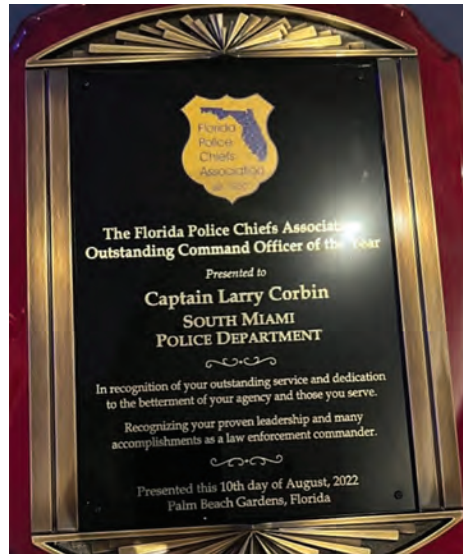 Florida
Police
Chiefs
Association
The Florida Police Chiefs Association
Outstanding Command Officer of the Year
Presented to
Captain Larry Corbin
SOUTH MIAMI
POLICE DEPARTMENT
In recognition of your outstanding service and dedication
to the betterment of your agency and those you serve.
Recognizing your proven leadership and many
accomplishments as a law enforcement commander.
Presented this 10th day of August, 2022
Palm Beach Gardens, Florida